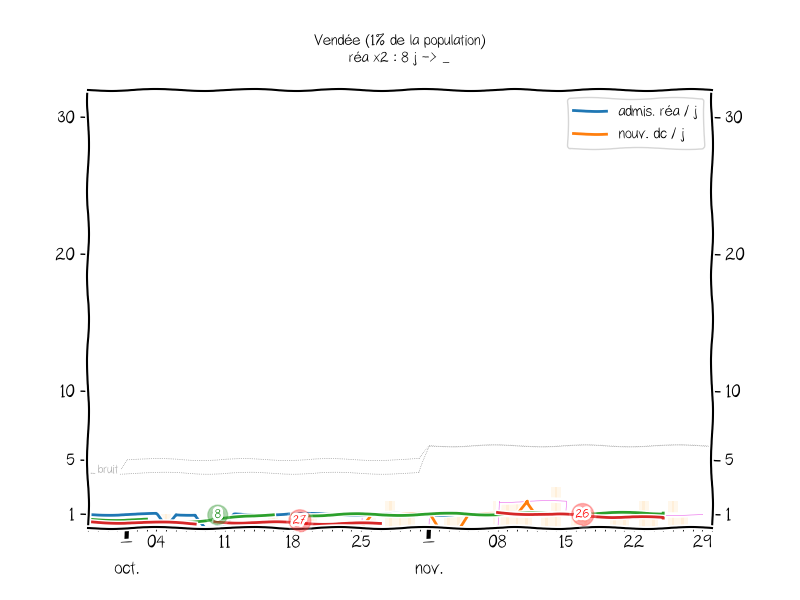 Vendée (1% de la population)
réa x2 : 8 j -> _
admis. réa / j
nouv. dc / j
30 30
20 20
10 10
5 5
1 1
bruit
8
27
26
04 11 18 25 08 15 22 29
oct. nov.